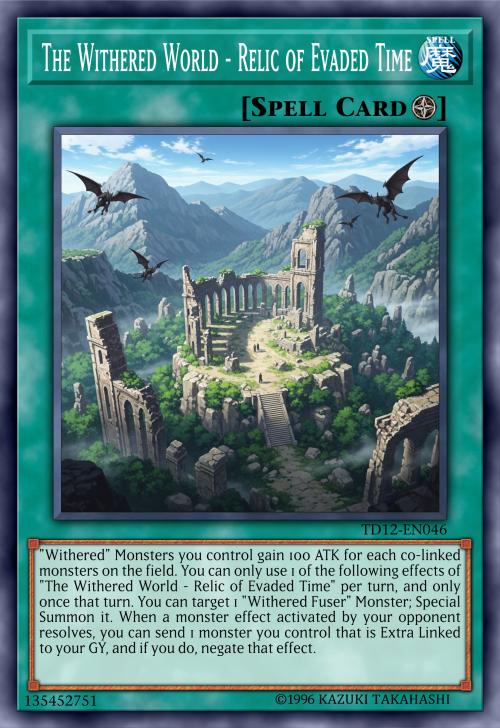 The Withered World - Relic of Evaded Time
SPELL
魔
[Spell Card]
TD12-EN046
"Withered" Monsters you control gain 100 ATK for each co-linked
monsters on the field. You can only use 1 of the following effects of
"The Withered World - Relic of Evaded Time" per turn, and only
once that turn. You can target 1 "Withered Fuser" Monster; Special
Summon it. When a monster effect activated by your opponent
resolves, you can send 1 monster you control that is Extra Linked
to your GY, and if you do, negate that effect.
135452751
©1996 KAZUKI TAKAHASHI